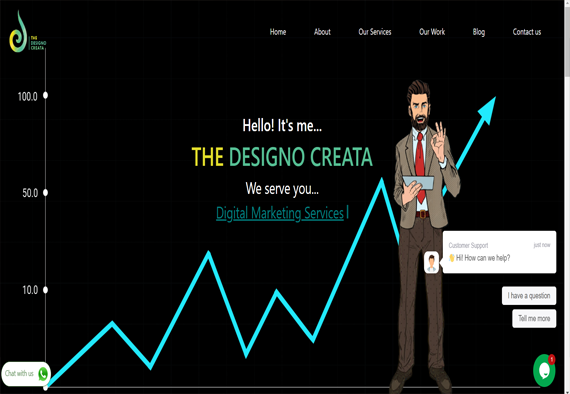 THE
DESIGNO
CREATA
Home
About
Our Services
Our Work
Blog
Contact us
100.0
50.0
10.0
Hello! It's me...
THE DESIGNO CREATA
We serve you...
Digital Marketing Services
Customer Support
just now
Hi! How can we help?
I have a question
Tell me more
Chat with us
1